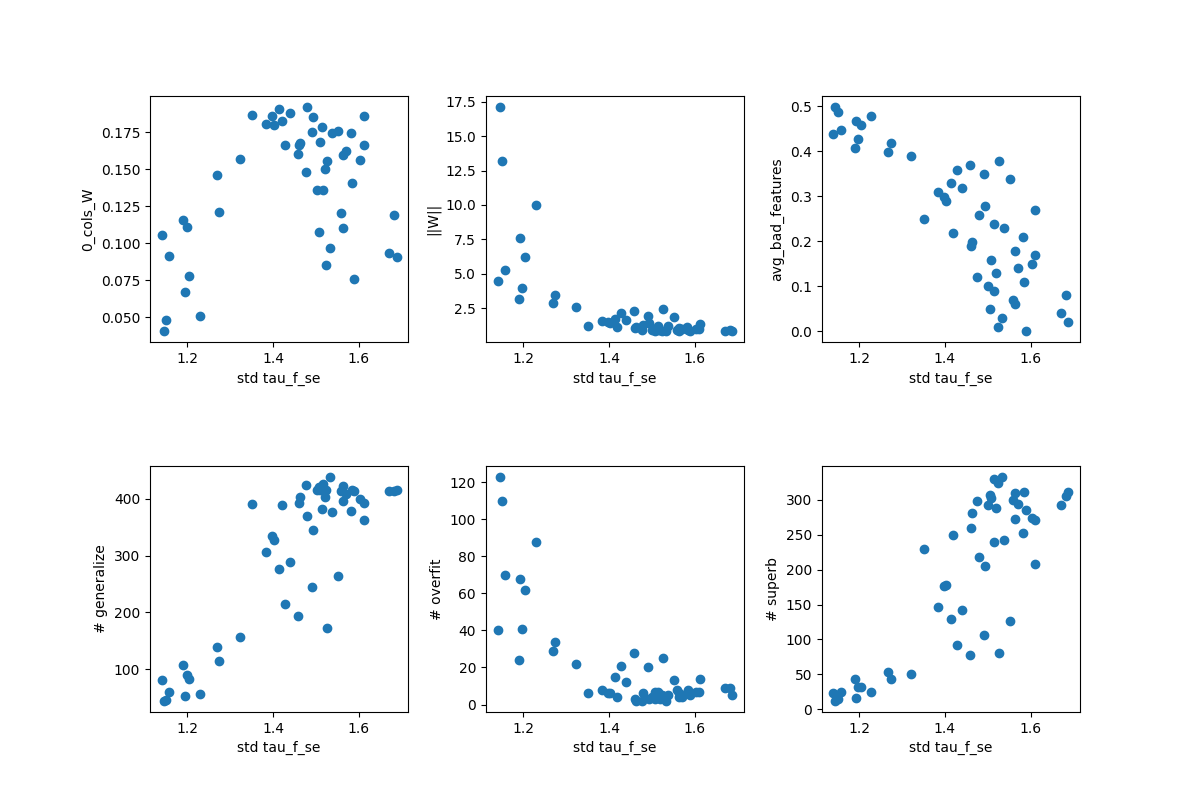 0_cols_W
0.175
0.150
0.125
0.100
0.075
0.050
1.2 1.4 1.6
std tau_f_se
||W||
17.5
15.0
12.5
10.0
7.5
5.0
2.5
1.2 1.4 1.6
std tau_f_se
avg_bad_features
0.5
0.4
0.3
0.2
0.1
0.0
1.2 1.4 1.6
std tau_f_se
# generalize
400
300
200
100
1.2 1.4 1.6
std tau_f_se
# overfit
120
100
80
60
40
20
0
1.2 1.4 1.6
std tau_f_se
# superb
300
250
200
150
100
50
0
1.2 1.4 1.6
std tau_f_se